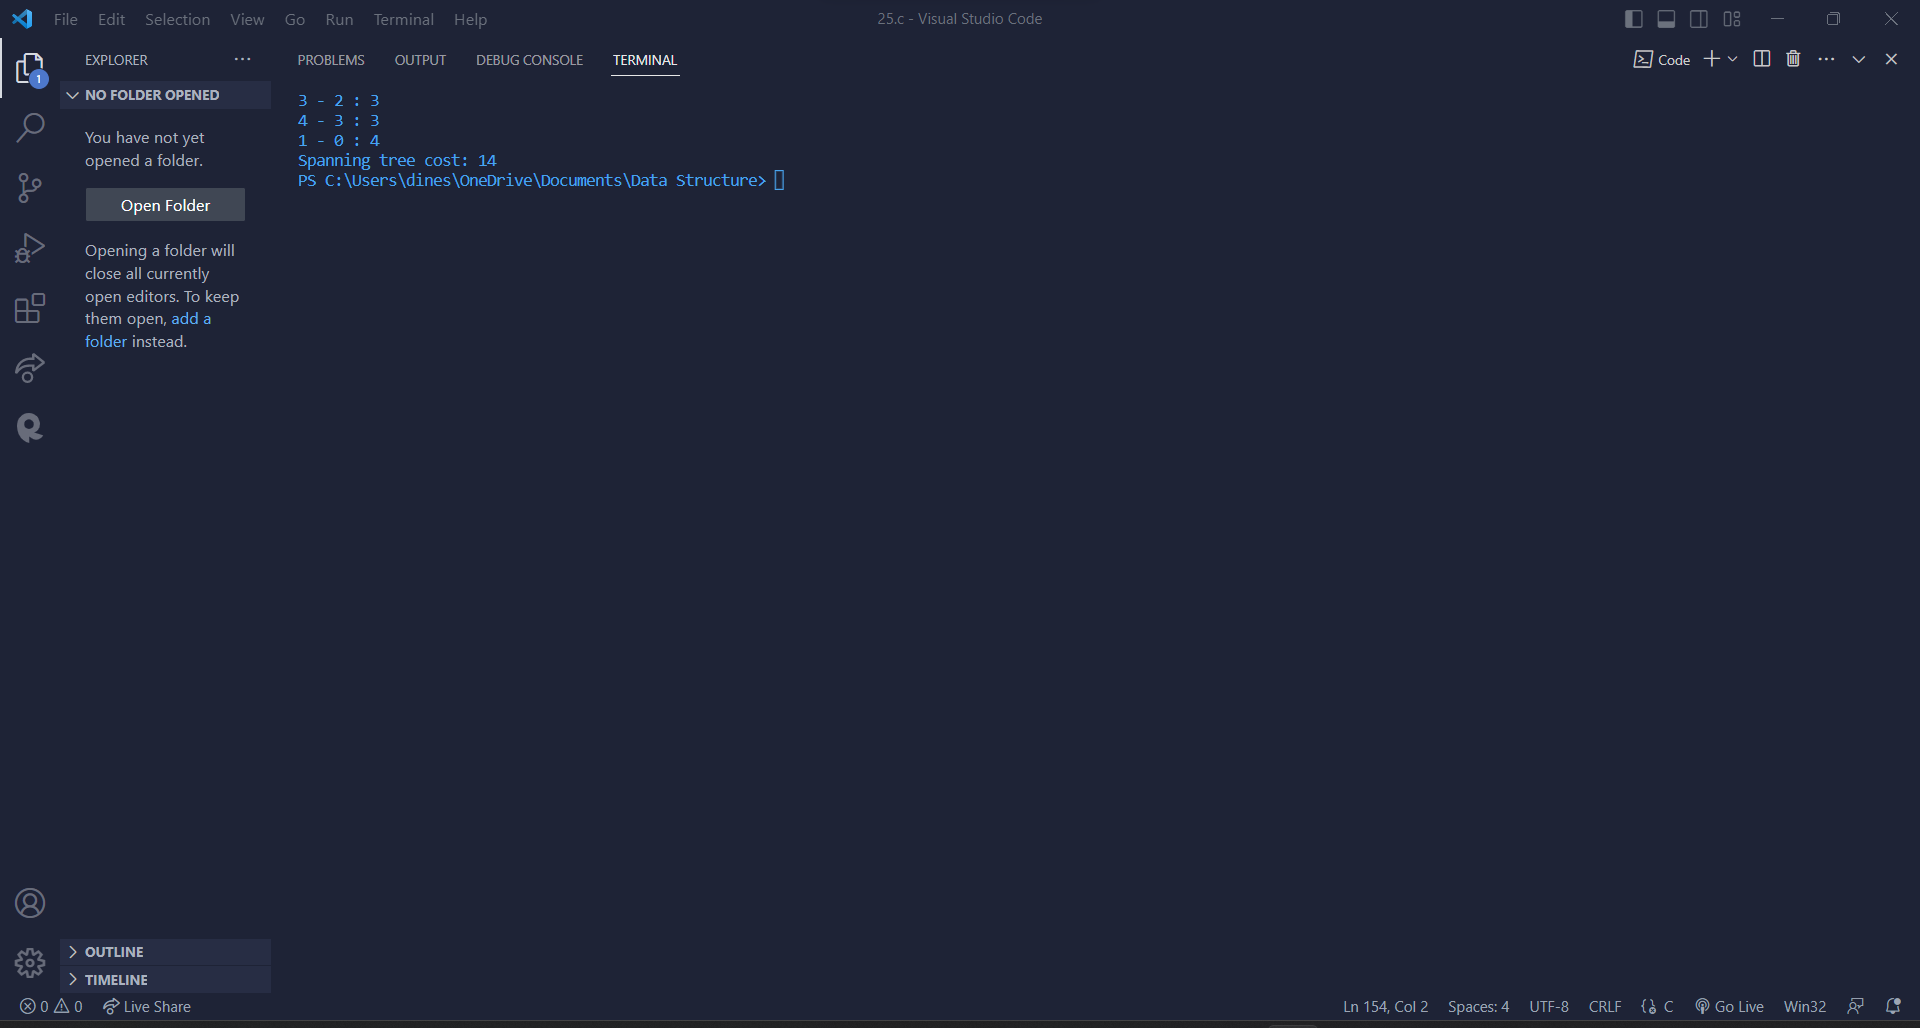 File Edit Selection View Go Run Terminal Help
25.c - Visual Studio Code
EXPLORER
1
NO FOLDER OPENED
You have not yet
opened a folder.
Open Folder
Opening a folder will
close all currently
open editors. To keep
them open, add a
folder instead.
OUTLINE
TIMELINE
PROBLEMS OUTPUT DEBUG CONSOLE TERMINAL
Code
3 - 2 : 3
4 - 3 : 3
1 - 0 : 4
Spanning tree cost: 14
PS C:\Users\dines\OneDrive\Documents\Data Structure>
0 0 Live Share
Ln 154, Col 2 Spaces: 4 UTF-8 CRLF C Go Live Win32